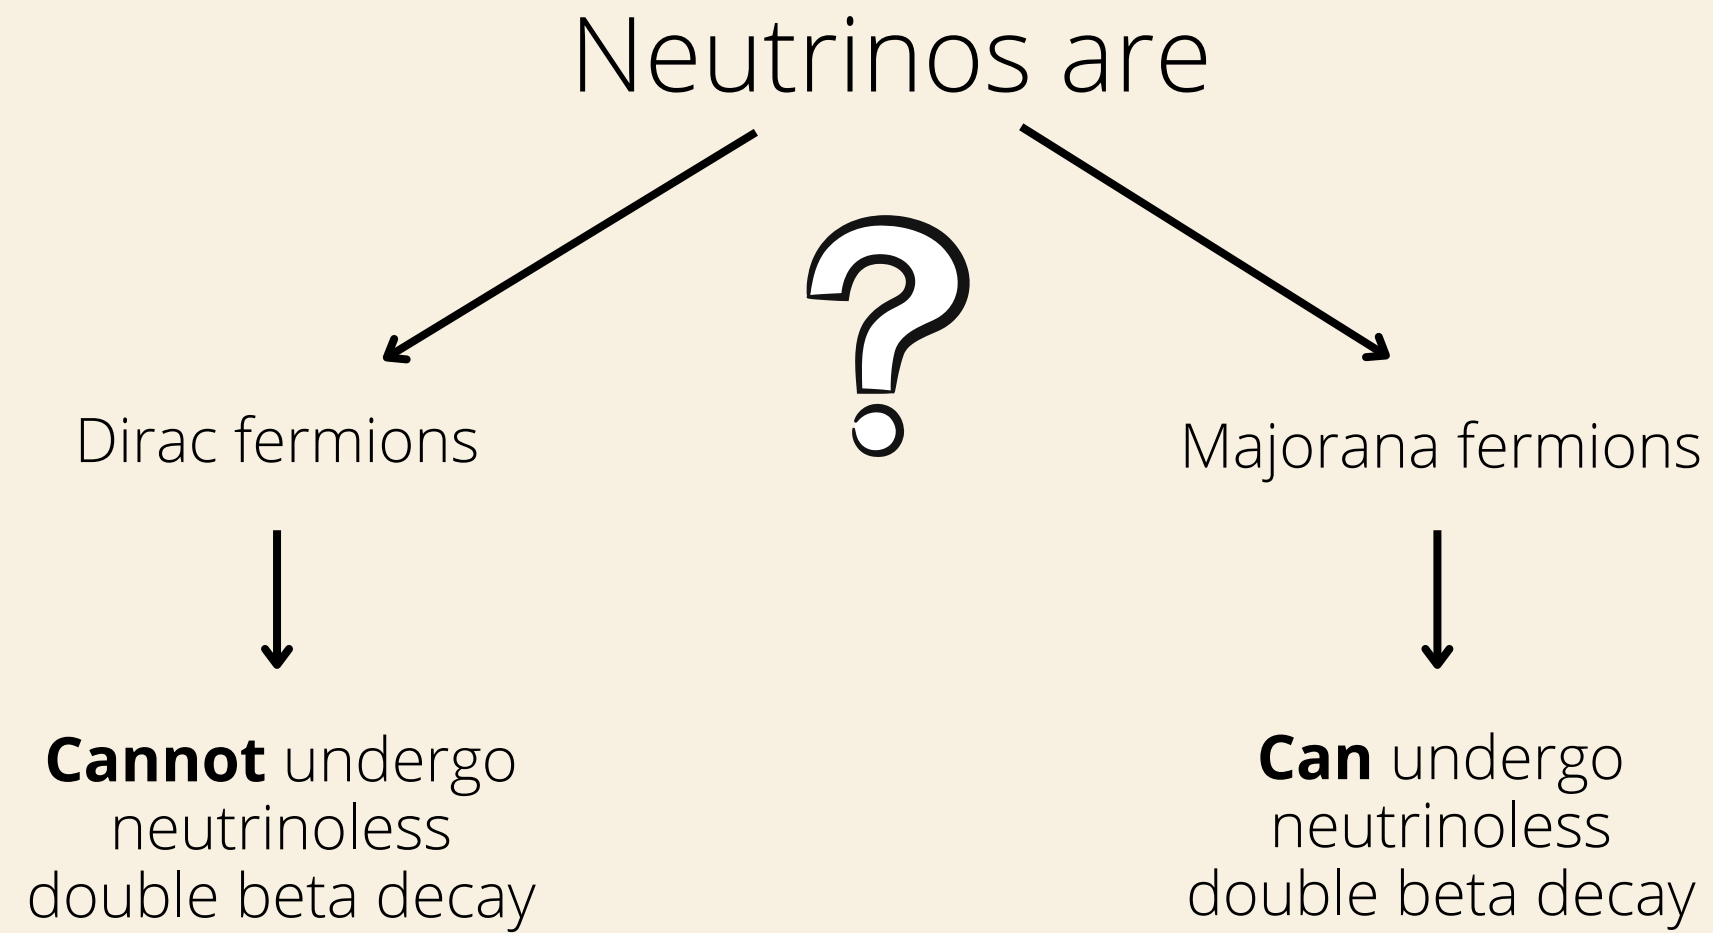 Neutrinos are
?
Dirac fermions
Majorana fermions
Cannot undergo
neutrinoless
double beta decay
Can undergo
neutrinoless
double beta decay